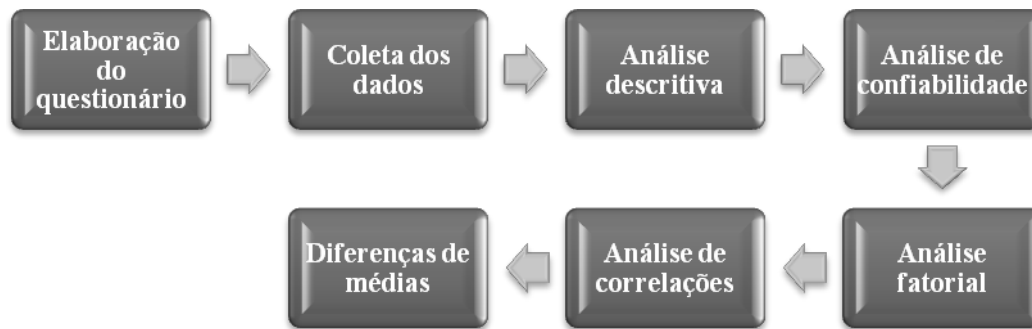 Elaboração
do
questionário
Coleta dos
dados
Análise
descritiva
Análise de
confiabilidade
Análise
fatorial
Análise de
correlações
Diferenças de
médias